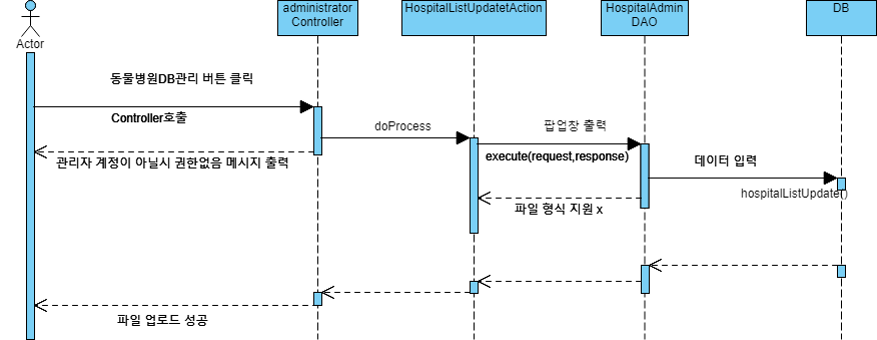 administrator
Controller
HospitalListUpdatetAction
HospitalAdmin
DAO
DB
Actor
동물병원DB관리 버튼 클릭
Controller호출
doProcess
팝업창 출력
execute(request,response)
데이터 입력
관리자 계정이 아닐시 권한없음 메시지 출력
hospitalListUpdate()
파일 형식 지원 x
파일 업로드 성공